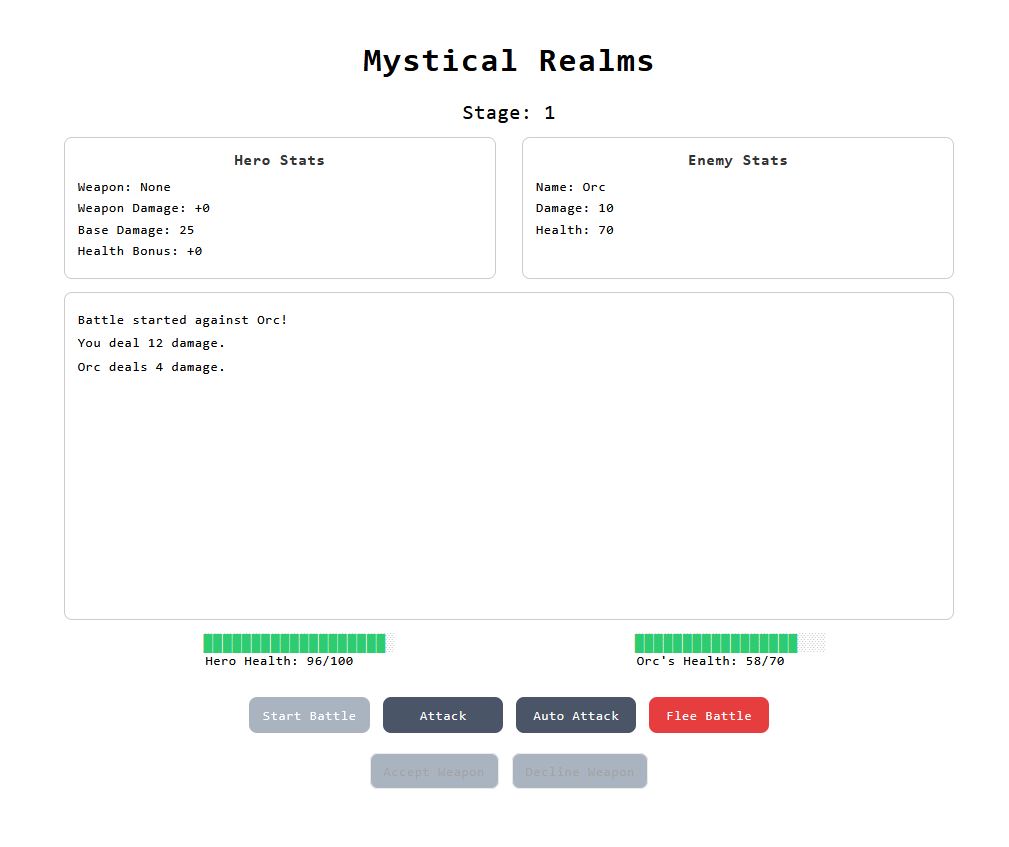 Mystical Realms
Stage: 1
Hero Stats
Weapon: None
Weapon Damage: +0
Base Damage: 25
Health Bonus: +0
Enemy Stats
Name: Orc
Damage: 10
Health: 70
Battle started against Orc!
You deal 12 damage.
Orc deals 4 damage.
Hero Health: 96/100
Orc's Health: 58/70
Start Battle
Attack
Auto Attack
Flee Battle
Accept Weapon
Decline Weapon